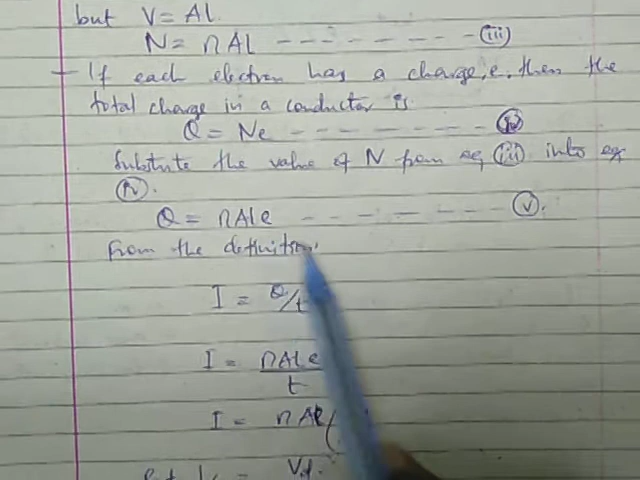 but V = Al.
N = nAl - - - - - - - - (iii)
- If each electron has a charge, e, then the
total charge in a conductor is
Q = Ne - - - - - - - - (iv)
Substitute the value of N from eq (iii) into eq
(iv).
Q = nAle - - - - - - - (v).
from the definition.
I = Q/t
I = nAle
t
I = nAe(